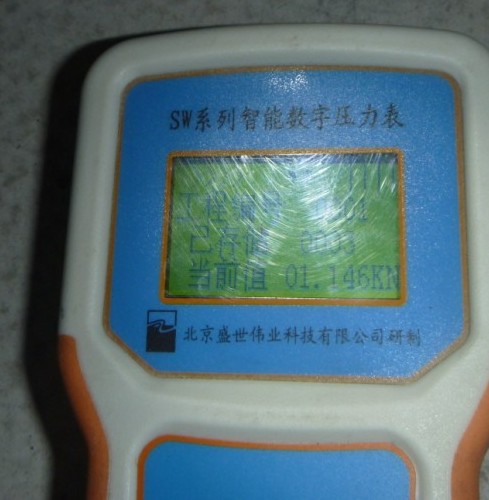 SW系列智能数字压力表
工程编号
已存储 0003
当前值 01.146KN
北京盛世伟业科技有限公司研制